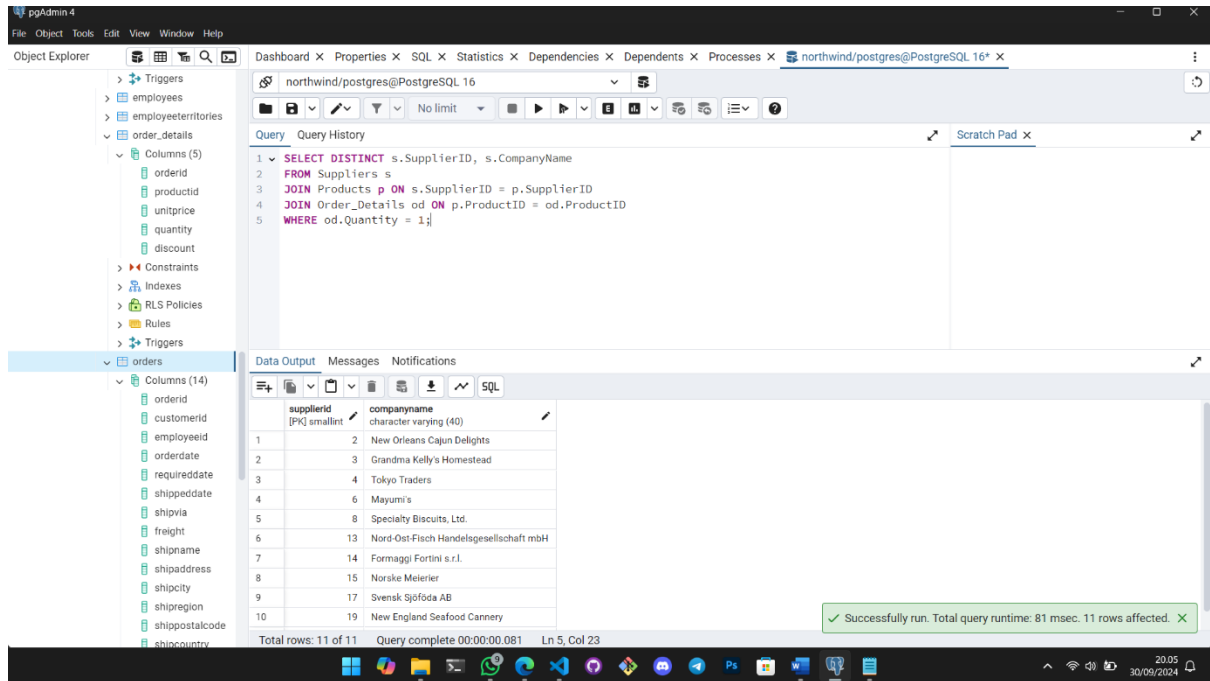 pgAdmin 4
File Object Tools Edit View Window Help
Object Explorer
Dashboard Properties SQL Statistics Dependencies Dependents Processes northwind/postgres@PostgreSQL 16*
Triggers
employees
employeeterritories
order_details
Columns (5)
orderid
productid
unitprice
quantity
discount
Constraints
Indexes
RLS Policies
Rules
Triggers
orders
Columns (14)
orderid
customerid
employeeid
orderdate
requireddate
shippeddate
shipvia
freight
shipname
shipaddress
shipcity
shipregion
shippostalcode
shipcountry
northwind/postgres@PostgreSQL 16
No limit
E
Query Query History
Scratch Pad
1 SELECT DISTINCT s.SupplierID, s.CompanyName
2 FROM Suppliers s
3 JOIN Products p ON s.SupplierID = p.SupplierID
4 JOIN Order_Details od ON p.ProductID = od.ProductID
5 WHERE od.Quantity = 1;
Data Output Messages Notifications
SQL
supplierid companyname
[PK] smallint character varying (40)
1 2 New Orleans Cajun Delights
2 3 Grandma Kelly's Homestead
3 4 Tokyo Traders
4 6 Mayumi's
5 8 Specialty Biscuits, Ltd.
6 13 Nord-Ost-Fisch Handelsgesellschaft mbH
7 14 Formaggi Fortini s.r.l.
8 15 Norske Meierier
9 17 Svensk Sjöföda AB
10 19 New England Seafood Cannery
Successfully run. Total query runtime: 81 msec. 11 rows affected.
Total rows: 11 of 11 Query complete 00:00:00.081 Ln 5, Col 23
9
Ps
20.05
30/09/2024